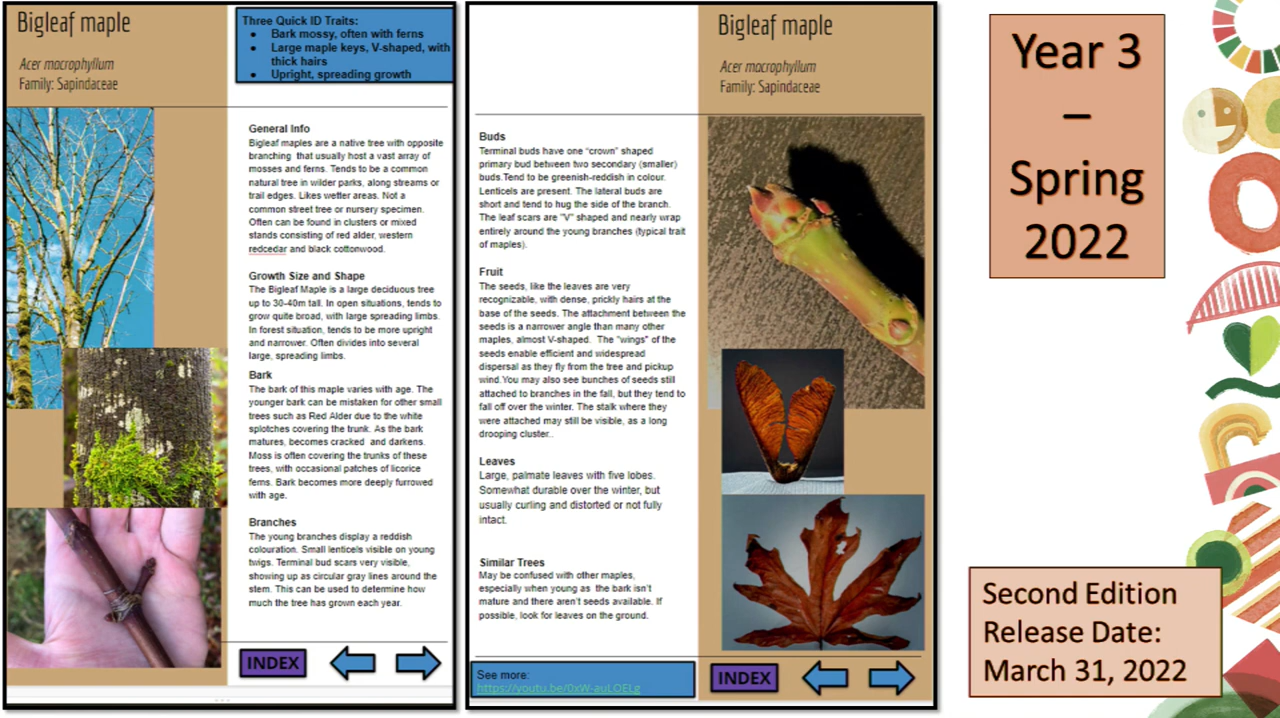 Bigleaf maple
Acer macrophyllum
Family: Sapindaceae
Three Quick ID Traits:
• Bark mossy, often with ferns
• Large maple keys, V-shaped, with
thick hairs
• Upright, spreading growth
General Info
Bigleaf maples are a native tree with opposite
branching that usually host a vast array of
mosses and ferns. Tends to be a common
natural tree in wilder parks, along streams or
trail edges. Likes wetter areas. Not a
common street tree or nursery specimen.
Often can be found in clusters or mixed
stands consisting of red alder, western
redcedar and black cottonwood.
Growth Size and Shape
The Bigleaf Maple is a large deciduous tree
up to 30-40m tall. In open situations, tends to
grow quite broad, with large spreading limbs.
In forest situation, tends to be more upright
and narrower. Often divides into several
large, spreading limbs.
Bark
The bark of this maple varies with age. The
younger bark can be mistaken for other small
trees such as Red Alder due to the white
splotches covering the trunk. As the bark
matures, becomes cracked and darkens.
Moss is often covering the trunks of these
trees, with occasional patches of licorice
ferns. Bark becomes more deeply furrowed
with age.
Branches
The young branches display a reddish
colouration. Small lenticels visible on young
twigs. Terminal bud scars very visible,
showing up as circular gray lines around the
stem. This can be used to determine how
much the tree has grown each year.
INDEX
Bigleaf maple
Acer macrophyllum
Family: Sapindaceae
Buds
Terminal buds have one “crown” shaped
primary bud between two secondary (smaller)
buds.Tend to be greenish-reddish in colour.
Lenticels are present. The lateral buds are
short and tend to hug the side of the branch.
The leaf scars are “V” shaped and nearly wrap
entirely around the young branches (typical trait
of maples).
Fruit
The seeds, like the leaves are very
recognizable, with dense, prickly hairs at the
base of the seeds. The attachment between the
seeds is a narrower angle than many other
maples, almost V-shaped. The “wings” of the
seeds enable efficient and widespread
dispersal as they fly from the tree and pickup
wind.You may also see bunches of seeds still
attached to branches in the fall, but they tend to
fall off over the winter. The stalk where they
were attached may still be visible, as a long
drooping cluster..
Leaves
Large, palmate leaves with five lobes.
Somewhat durable over the winter, but
usually curling and distorted or not fully
intact.
Similar Trees
May be confused with other maples,
especially when young as the bark isn’t
mature and there aren’t seeds available. If
possible, look for leaves on the ground.
See more:
INDEX
Year 3
–
Spring
2022
Second Edition
Release Date:
March 31, 2022